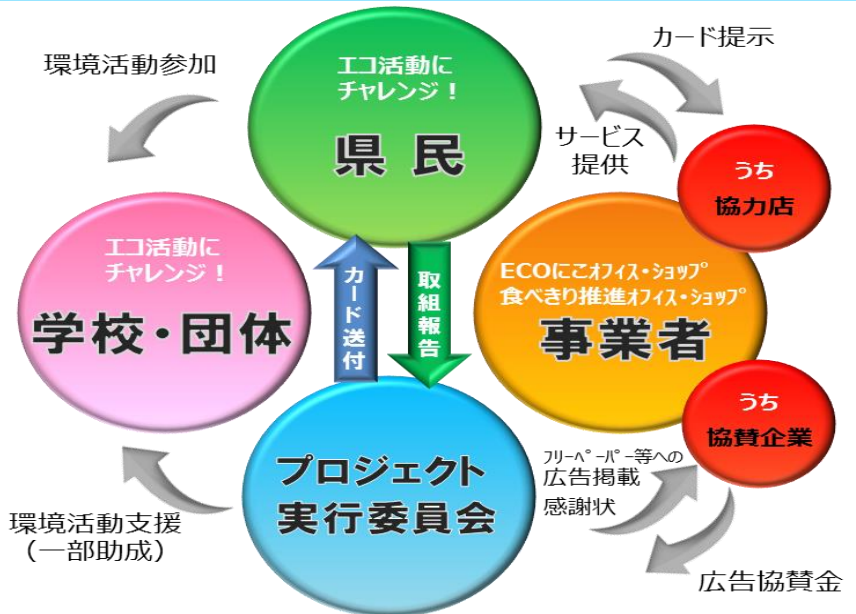 環境活動参加
エコ活動に
チャレンジ!
県民
カード提示
サービス
提供
うち
協力店
エコ活動に
チャレンジ!
学校・団体
カード送付
取組報告
ECOにこオフィス・ショップ
食べきり推進オフィス・ショップ
事業者
うち
協賛企業
プロジェクト
実行委員会
フリーペーパー等への
広告掲載
感謝状
環境活動支援
(一部助成)
広告協賛金